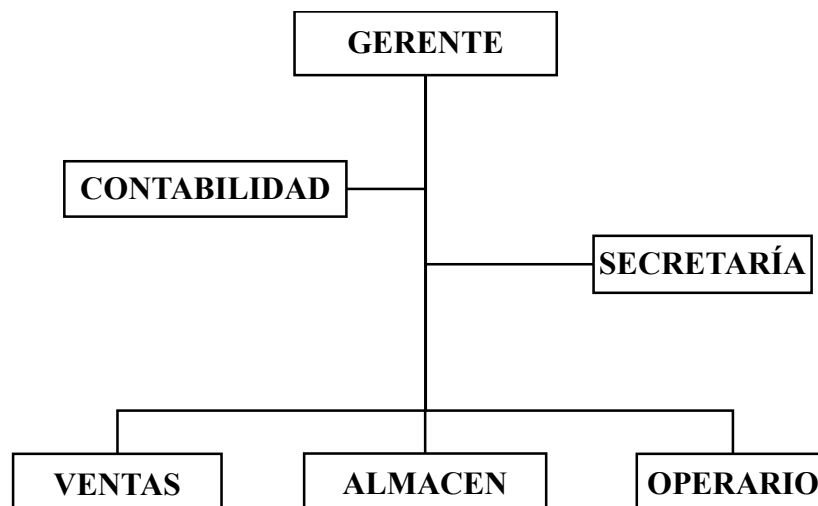 GERENTE
CONTABILIDAD
SECRETARÍA
VENTAS
ALMACEN
OPERARIO